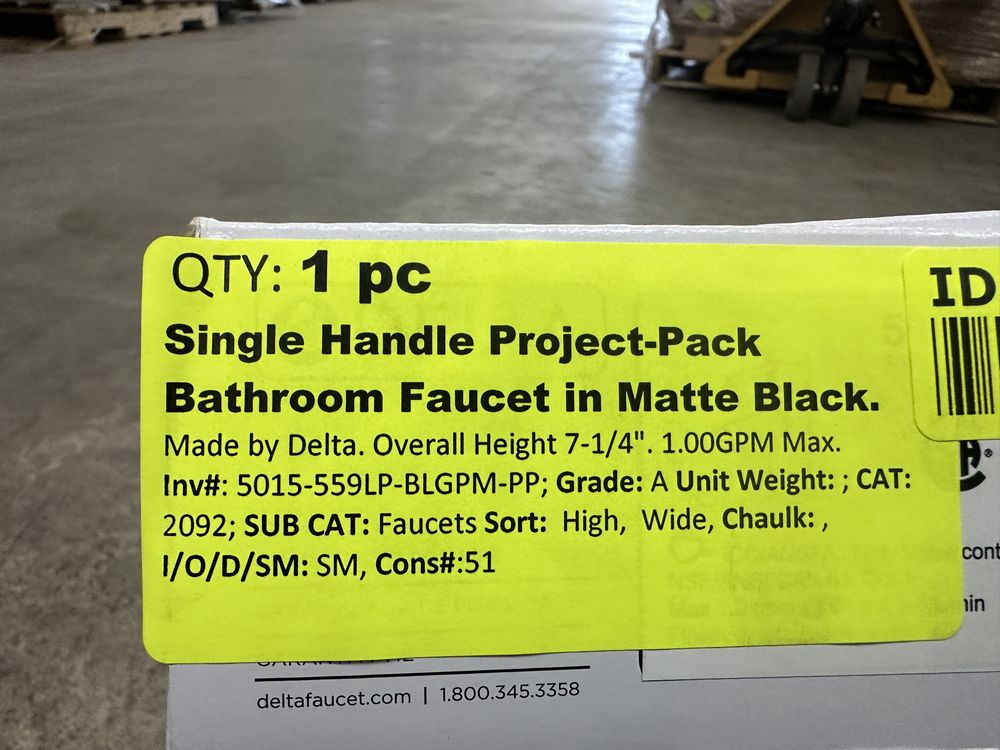 QTY: 1 pc
Single Handle Project-Pack
Bathroom Faucet in Matte Black.
Made by Delta. Overall Height 7-1/4". 1.00GPM Max.
Inv#: 5015-559LP-BLGPM-PP; Grade: A Unit Weight: ; CAT:
2092; SUB CAT: Faucets Sort: High, Wide, Chaulk: ,
I/O/D/SM: SM, Cons#:51
ID
®
cont
deltafaucet.com | 1.800.345.3358